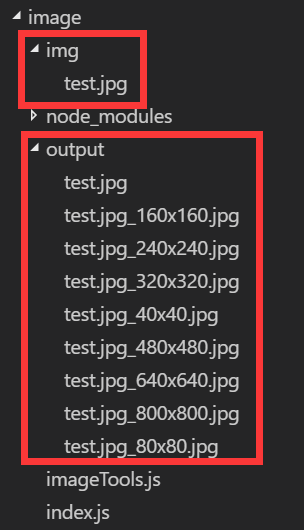 image
img
test.jpg
node_modules
output
test.jpg
test.jpg_160x160.jpg
test.jpg_240x240.jpg
test.jpg_320x320.jpg
test.jpg_40x40.jpg
test.jpg_480x480.jpg
test.jpg_640x640.jpg
test.jpg_800x800.jpg
test.jpg_80x80.jpg
imageTools.js
index.js